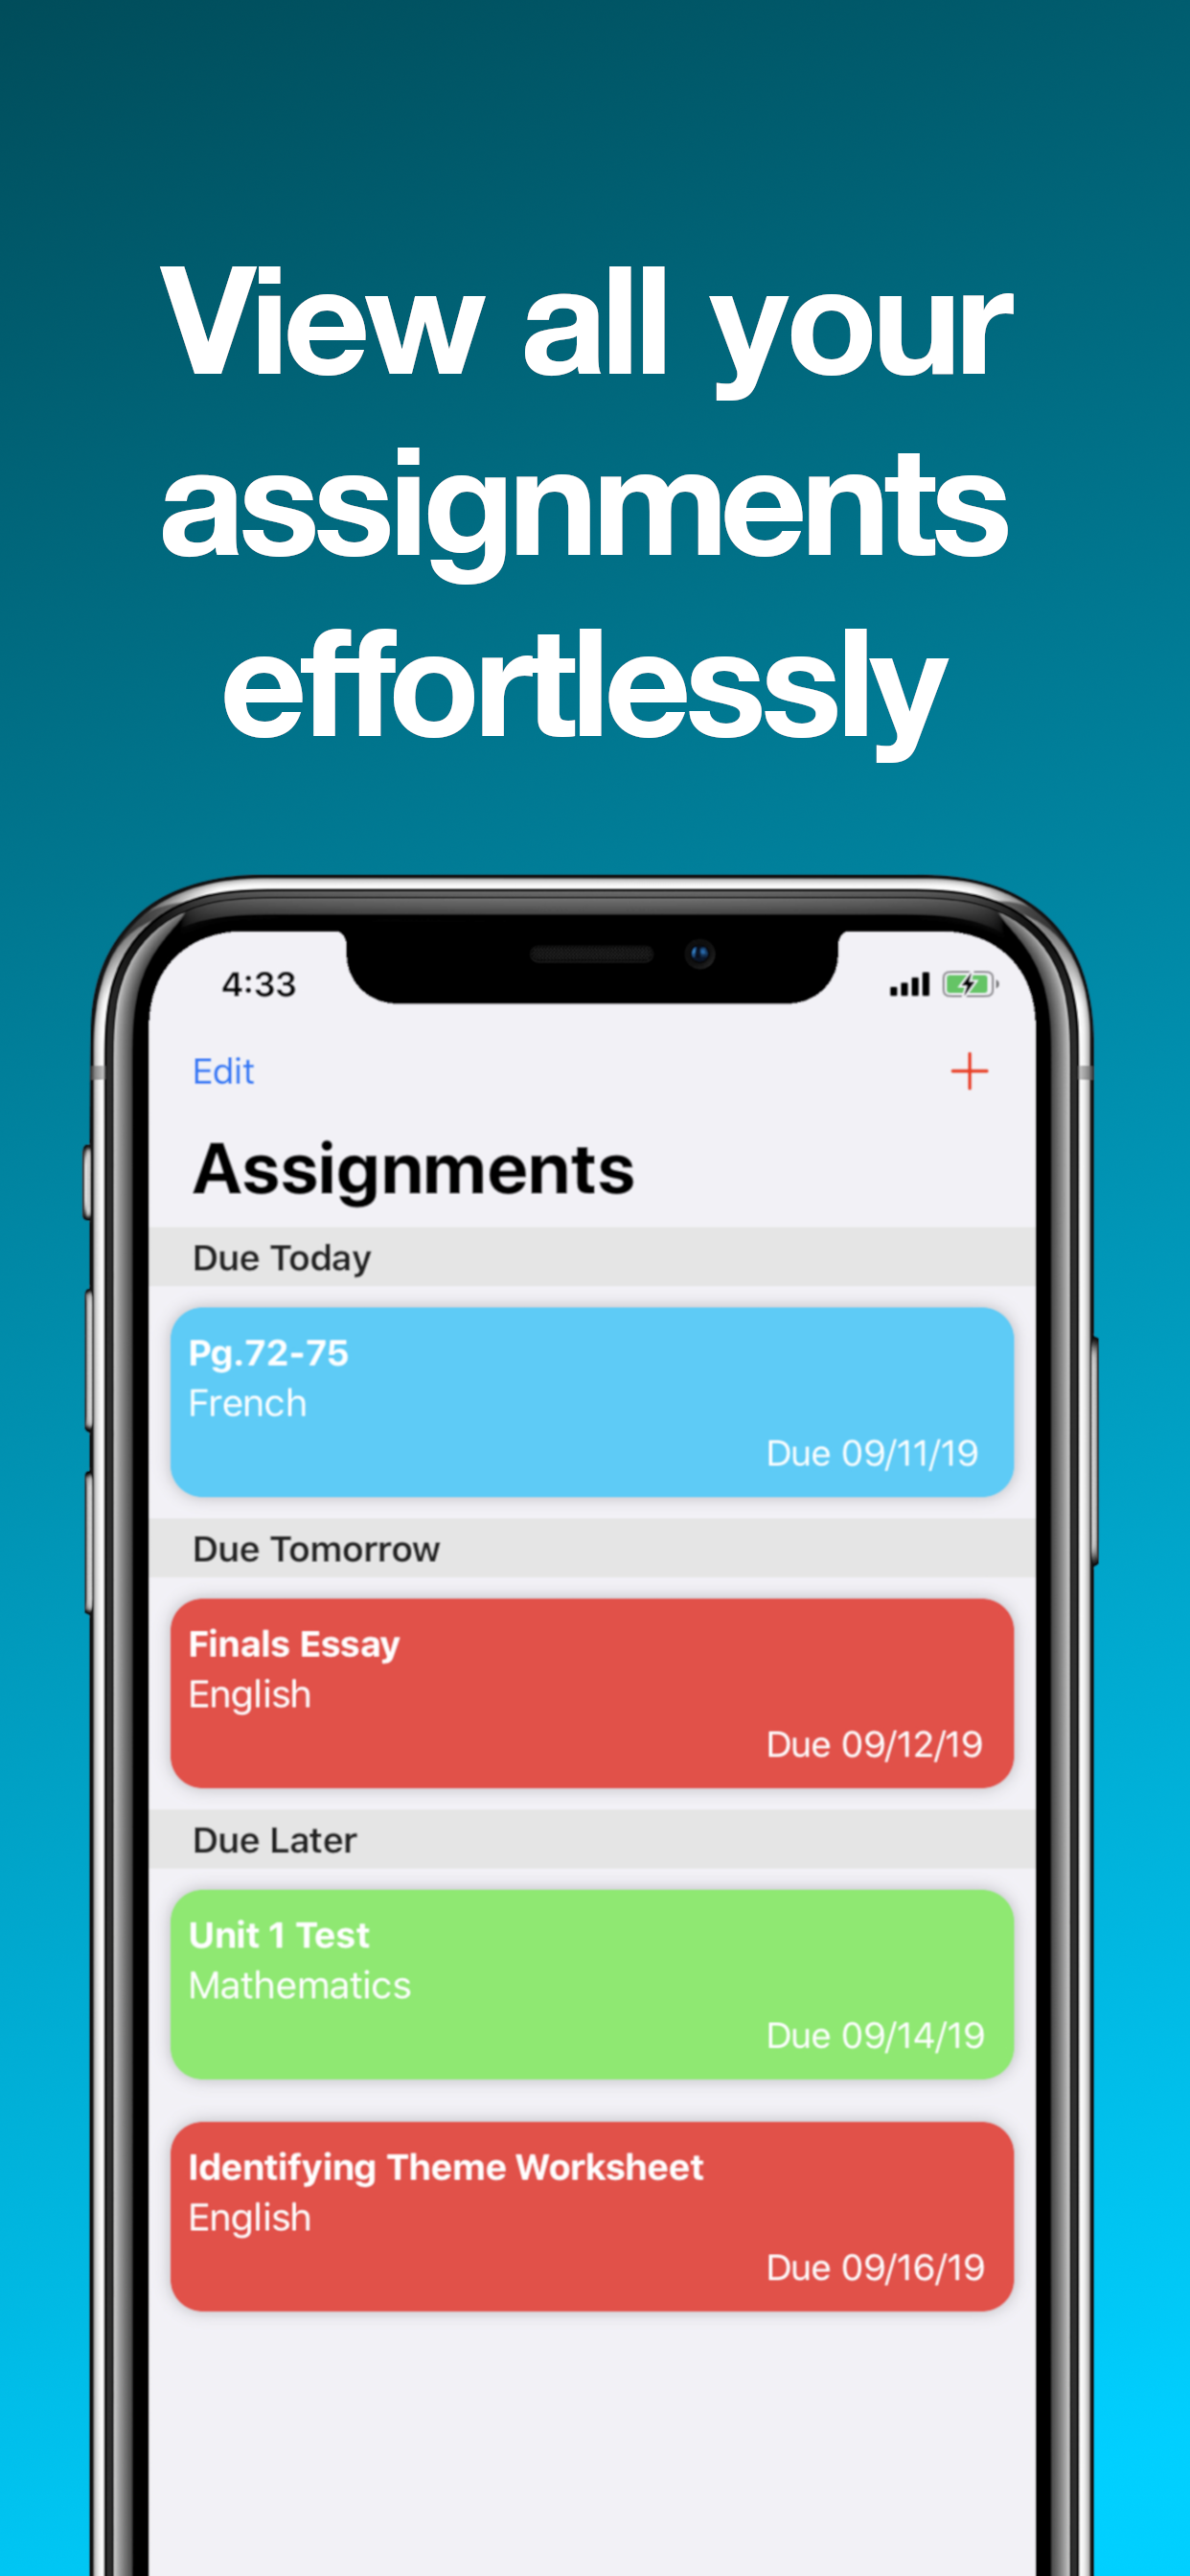 View all your
assignments
effortlessly
4:33
Edit
Assignments
Due Today
Pg.72-75
French
Due 09/11/19
Due Tomorrow
Finals Essay
English
Due 09/12/19
Due Later
Unit 1 Test
Mathematics
Due 09/14/19
Identifying Theme Worksheet
English
Due 09/16/19